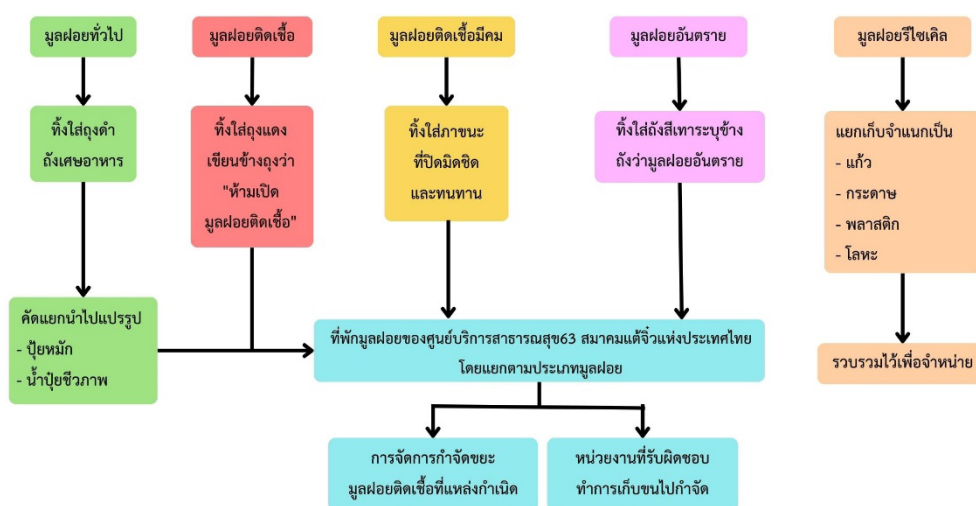 มูลฝอยทั่วไป
มูลฝอยติดเชื้อ
มูลฝอยติดเชื้อมีคม
มูลฝอยอันตราย
มูลฝอยรีไซเคิล
ทิ้งใส่ถุงดำ
ถังเศษอาหาร
ทิ้งใส่ถุงแดง
เขียนข้างถุงว่า
"ห้ามเปิด
มูลฝอยติดเชื้อ"
ทิ้งใส่ภาชนะ
ที่ปิดมิดชิด
และทนทาน
ทิ้งใส่ถังสีเทาระบุข้าง
ถังว่ามูลฝอยอันตราย
แยกเก็บจำแนกเป็น
- แก้ว
- กระดาษ
- พลาสติก
- โลหะ
คัดแยกนำไปแปรรูป
- ปุ๋ยหมัก
- น้ำปุ๋ยชีวภาพ
ที่พักมูลฝอยของศูนย์บริการสาธารณสุข63 สมาคมแต้จิ๋วแห่งประเทศไทย
โดยแยกตามประเภทมูลฝอย
รวบรวมไว้เพื่อจำหน่าย
การจัดการกำจัดขยะ
มูลฝอยติดเชื้อที่แหล่งกำเนิด
หน่วยงานที่รับผิดชอบ
ทำการเก็บขนไปกำจัด